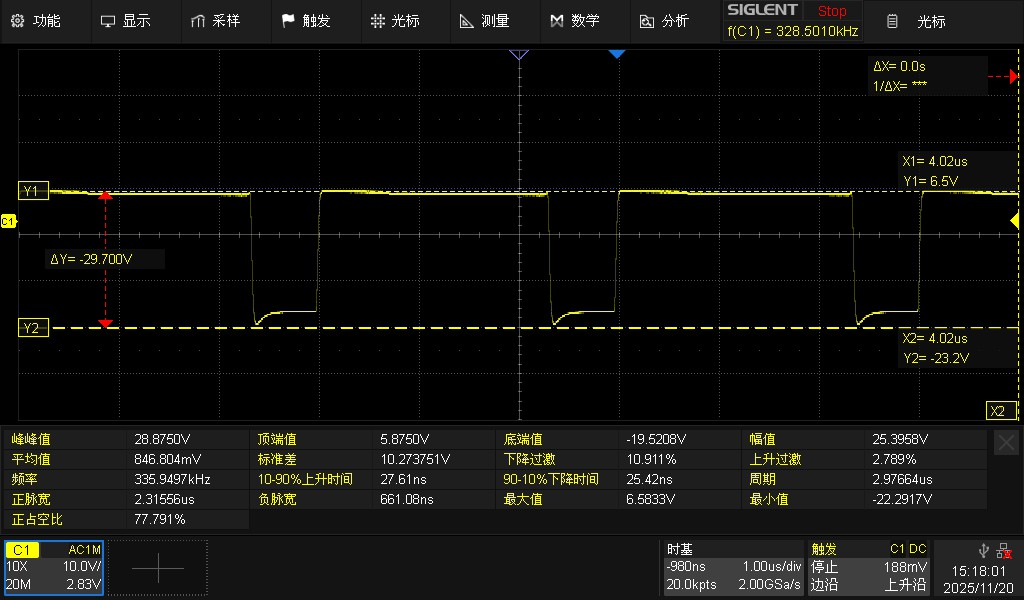 功能 显示 采样 触发 光标 测量 数学 分析 SIGLENT Stop 光标
f(C1) = 328.5010kHz
ΔX= 0.0s
1/ΔX= ***
X1= 4.02us
Y1 Y1= 6.5V
C1
ΔY= -29.700V
Y2
X2= 4.02us
Y2= -23.2V
X2
峰峰值 28.8750V 顶端值 5.8750V 底端值 -19.5208V 幅值 25.3958V
平均值 846.804mV 标准差 10.273751V 下降过激 10.911% 上升过激 2.789%
频率 335.9497kHz 10-90%上升时间 27.61ns 90-10%下降时间 25.42ns 周期 2.97664us
正脉宽 2.31556us 负脉宽 661.08ns 最大值 6.5833V 最小值 -22.2917V
正占空比 77.791%
C1 AC1M 时基 触发 C1 DC
10X 10.0V/ -980ns 1.00us/div 停止 188mV
20M 2.83V 20.0kpts 2.00GSa/s 边沿 上升沿
15:18:01
2025/11/20